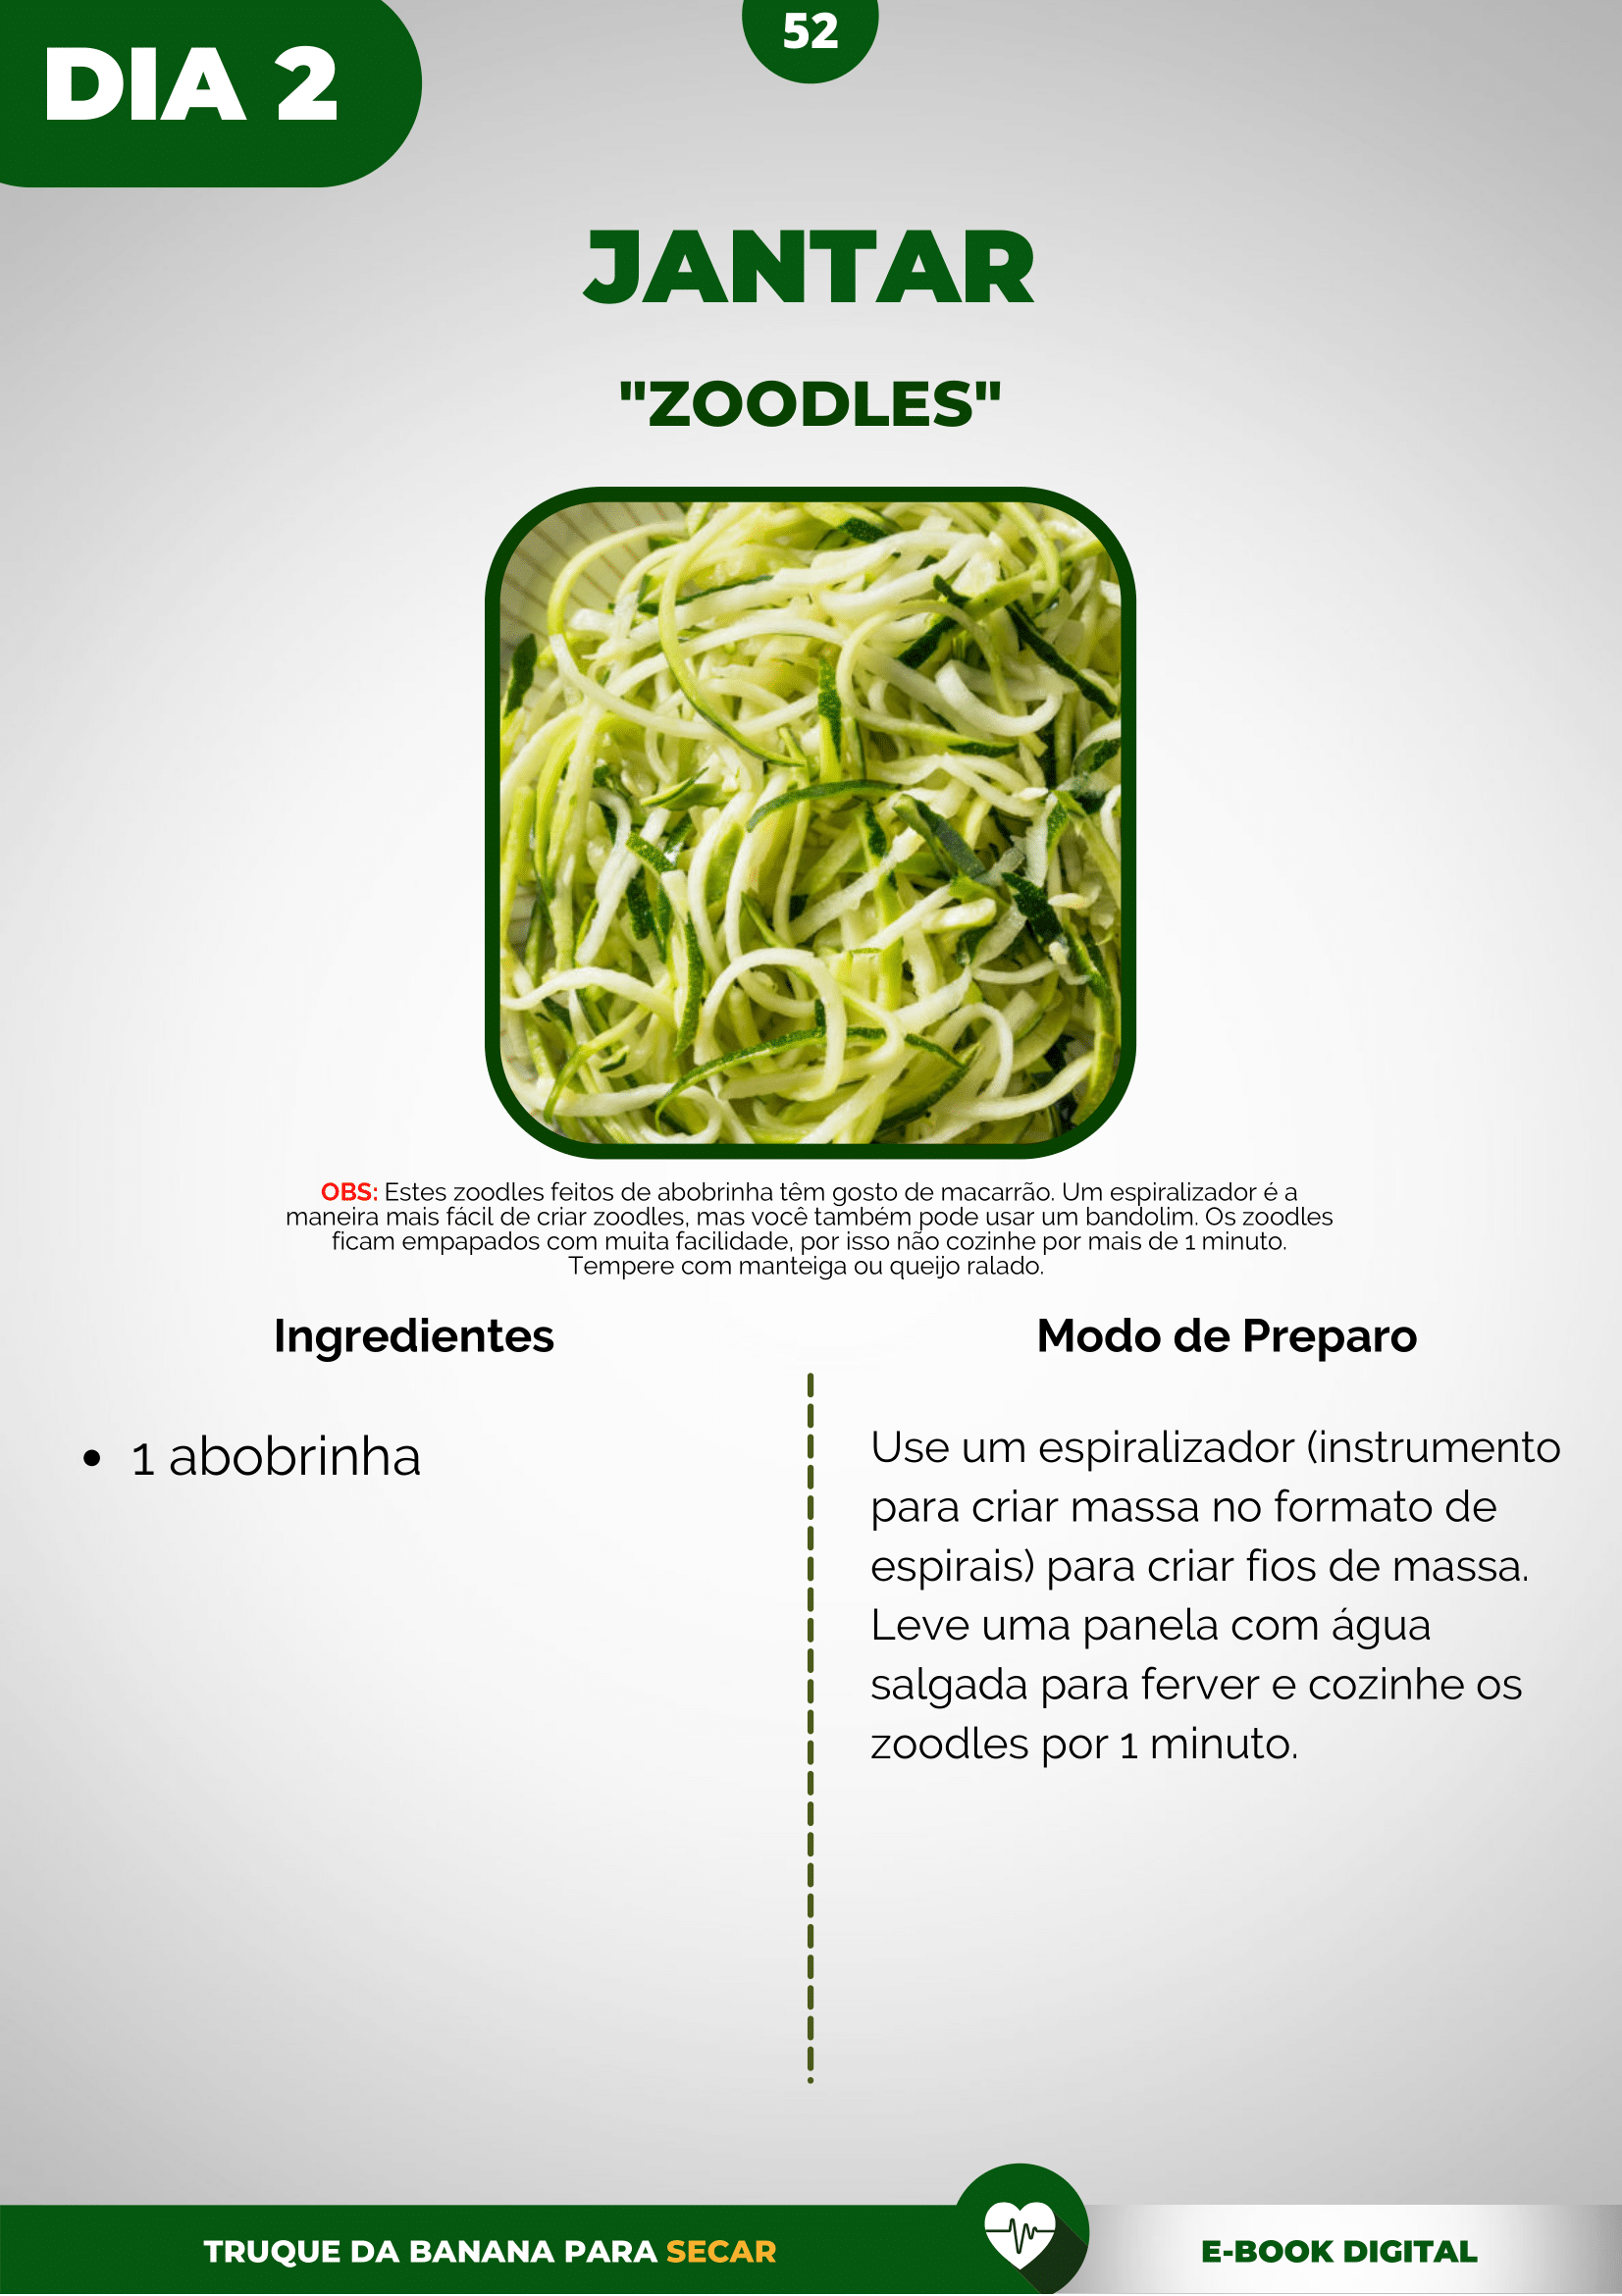 DIA 2
52
JANTAR
"ZOODLES"
OBS: Estes zoodles feitos de abobrinha têm gosto de macarrão. Um espiralizador é a
maneira mais fácil de criar zoodles, mas você também pode usar um bandolim. Os zoodles
ficam empapados com muita facilidade, por isso não cozinhe por mais de 1 minuto.
Tempere com manteiga ou queijo ralado.
Ingredientes
• 1 abobrinha
Modo de Preparo
Use um espiralizador (instrumento
para criar massa no formato de
espirais) para criar fios de massa.
Leve uma panela com água
salgada para ferver e cozinhe os
zoodles por 1 minuto.
TRUQUE DA BANANA PARA SECAR
E-BOOK DIGITAL